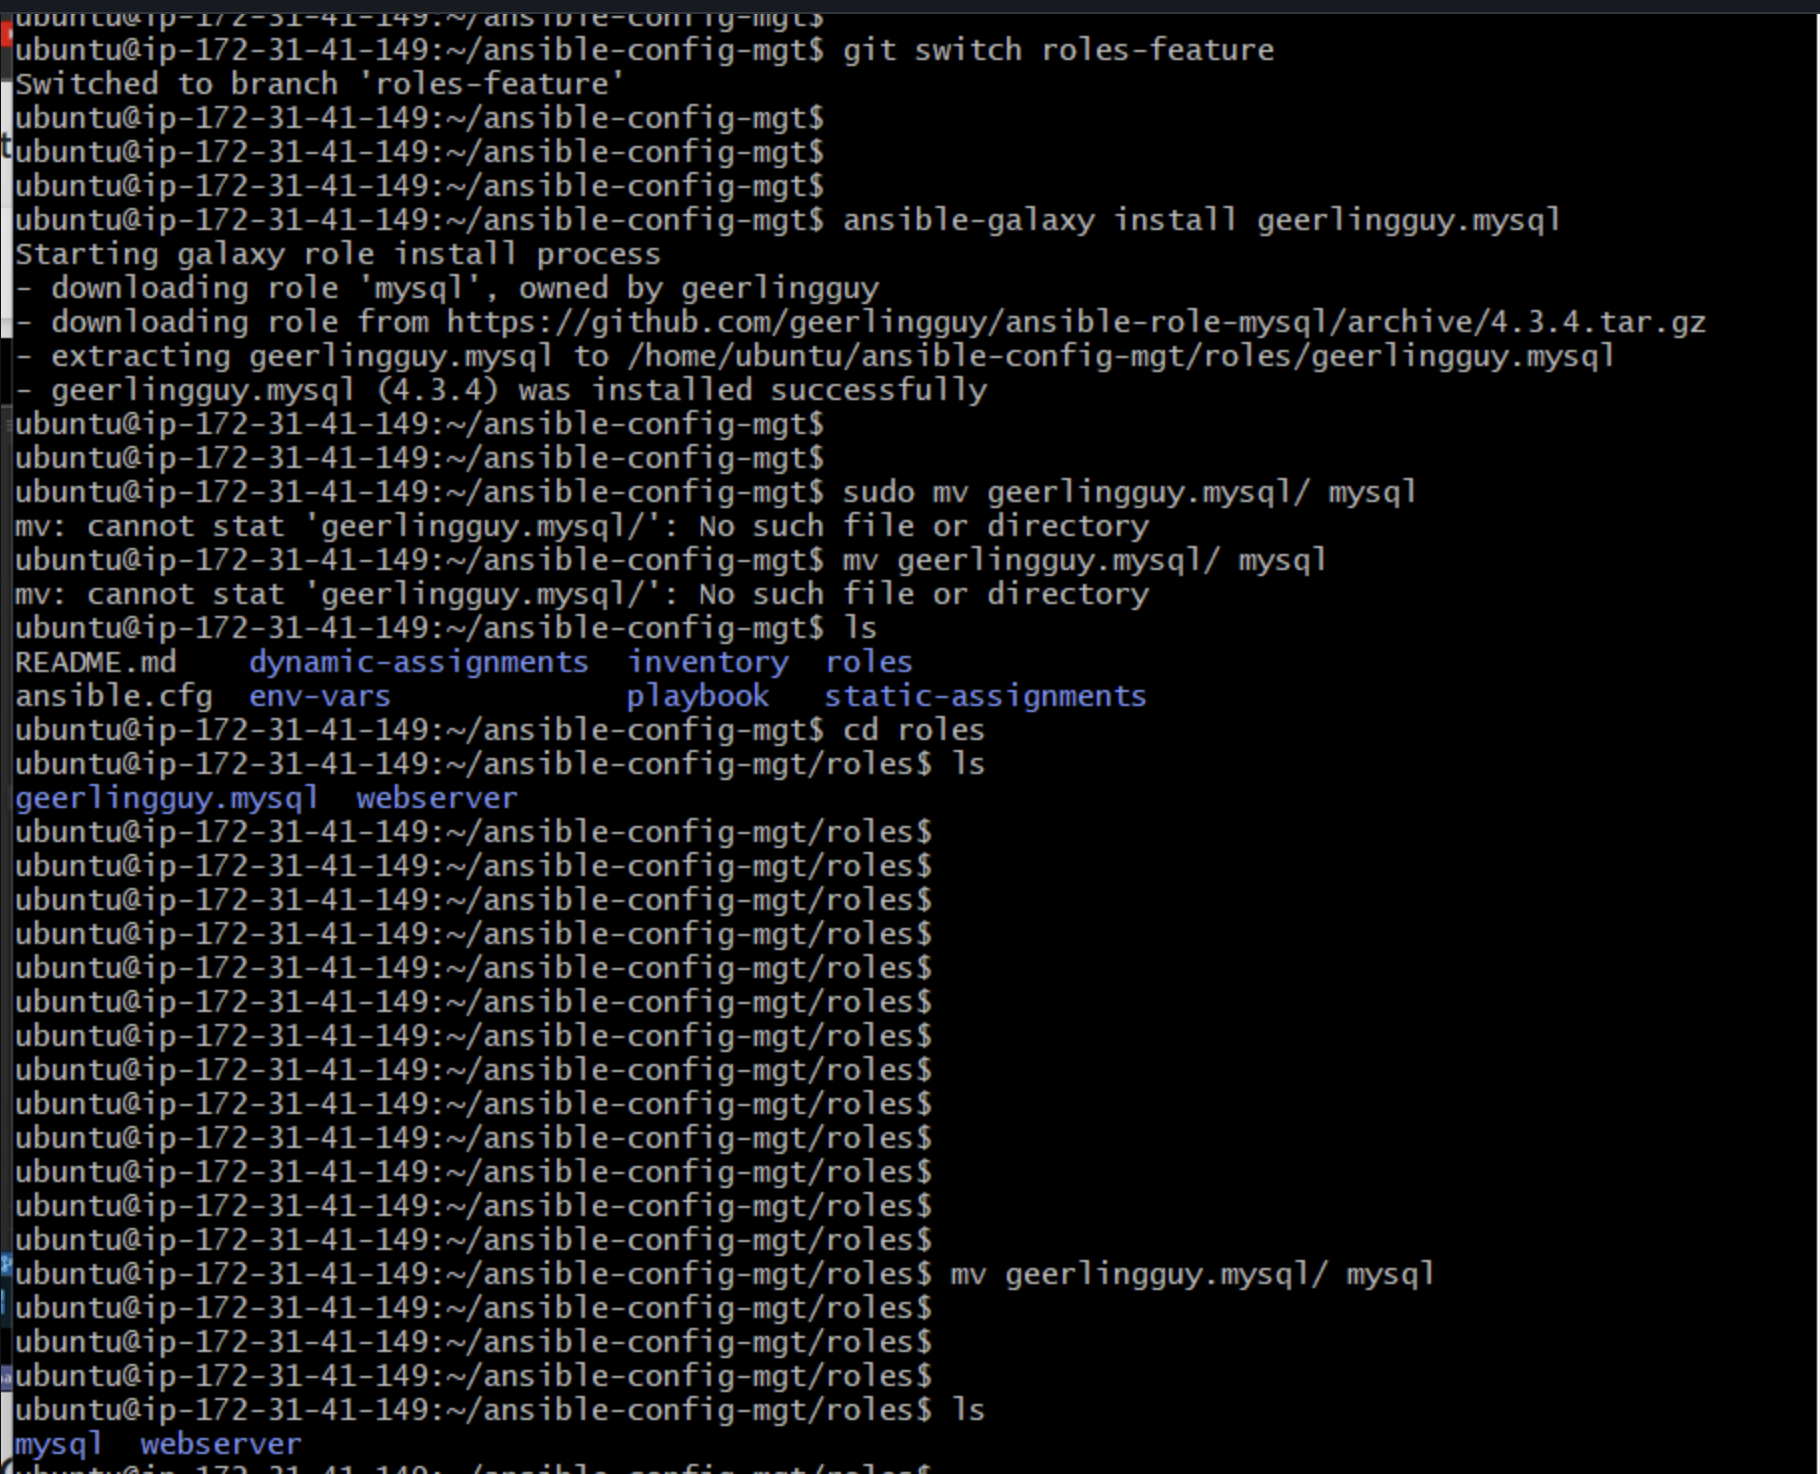 ubuntu@ip-172-31-41-149:~/ansible-config-mgt$
ubuntu@ip-172-31-41-149:~/ansible-config-mgt$ git switch roles-feature
Switched to branch 'roles-feature'
ubuntu@ip-172-31-41-149:~/ansible-config-mgt$
ubuntu@ip-172-31-41-149:~/ansible-config-mgt$
ubuntu@ip-172-31-41-149:~/ansible-config-mgt$
ubuntu@ip-172-31-41-149:~/ansible-config-mgt$ ansible-galaxy install geerlingguy.mysql
Starting galaxy role install process
- downloading role 'mysql', owned by geerlingguy
- downloading role from https://github.com/geerlingguy/ansible-role-mysql/archive/4.3.4.tar.gz
- extracting geerlingguy.mysql to /home/ubuntu/ansible-config-mgt/roles/geerlingguy.mysql
- geerlingguy.mysql (4.3.4) was installed successfully
ubuntu@ip-172-31-41-149:~/ansible-config-mgt$
ubuntu@ip-172-31-41-149:~/ansible-config-mgt$
ubuntu@ip-172-31-41-149:~/ansible-config-mgt$ sudo mv geerlingguy.mysql/ mysql
mv: cannot stat 'geerlingguy.mysql/': No such file or directory
ubuntu@ip-172-31-41-149:~/ansible-config-mgt$ mv geerlingguy.mysql/ mysql
mv: cannot stat 'geerlingguy.mysql/': No such file or directory
ubuntu@ip-172-31-41-149:~/ansible-config-mgt$ ls
README.md    dynamic-assignments  inventory  roles
ansible.cfg  env-vars             playbook   static-assignments
ubuntu@ip-172-31-41-149:~/ansible-config-mgt$ cd roles
ubuntu@ip-172-31-41-149:~/ansible-config-mgt/roles$ ls
geerlingguy.mysql  webserver
ubuntu@ip-172-31-41-149:~/ansible-config-mgt/roles$
ubuntu@ip-172-31-41-149:~/ansible-config-mgt/roles$
ubuntu@ip-172-31-41-149:~/ansible-config-mgt/roles$
ubuntu@ip-172-31-41-149:~/ansible-config-mgt/roles$
ubuntu@ip-172-31-41-149:~/ansible-config-mgt/roles$
ubuntu@ip-172-31-41-149:~/ansible-config-mgt/roles$
ubuntu@ip-172-31-41-149:~/ansible-config-mgt/roles$
ubuntu@ip-172-31-41-149:~/ansible-config-mgt/roles$
ubuntu@ip-172-31-41-149:~/ansible-config-mgt/roles$
ubuntu@ip-172-31-41-149:~/ansible-config-mgt/roles$
ubuntu@ip-172-31-41-149:~/ansible-config-mgt/roles$
ubuntu@ip-172-31-41-149:~/ansible-config-mgt/roles$
ubuntu@ip-172-31-41-149:~/ansible-config-mgt/roles$
ubuntu@ip-172-31-41-149:~/ansible-config-mgt/roles$ mv geerlingguy.mysql/ mysql
ubuntu@ip-172-31-41-149:~/ansible-config-mgt/roles$
ubuntu@ip-172-31-41-149:~/ansible-config-mgt/roles$
ubuntu@ip-172-31-41-149:~/ansible-config-mgt/roles$
ubuntu@ip-172-31-41-149:~/ansible-config-mgt/roles$ ls
mysql  webserver
ubuntu@ip-172-31-41-149:~/ansible-config-mgt/roles$